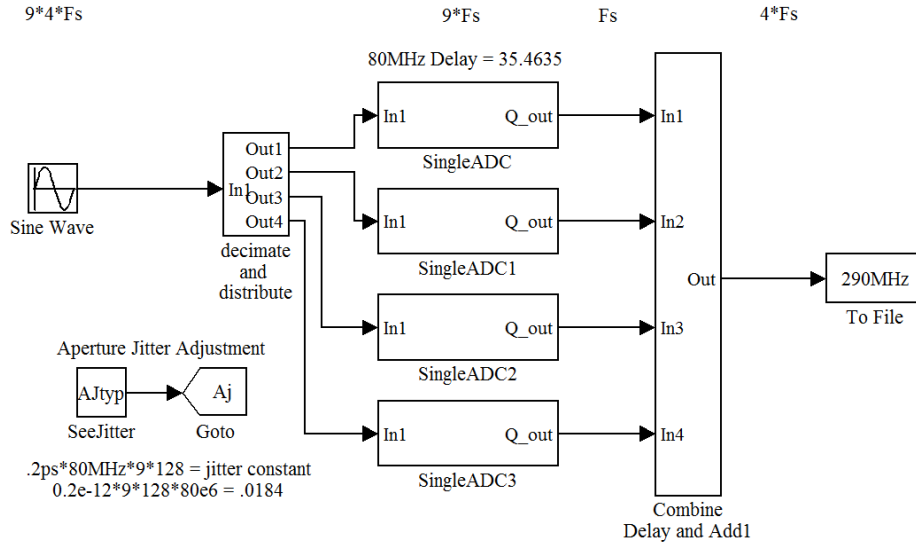 9*4*Fs
9*Fs
Fs
4*Fs
80MHz Delay = 35.4635
In1
Q_out
SingleADC
Sine Wave
In1
Out1
Out2
Out3
Out4
decimate
and
distribute
In1
Q_out
SingleADC1
In1
Q_out
SingleADC2
In1
Q_out
SingleADC3
In1
In2
In3
In4
Out
Combine
Delay and Add1
290MHz
To File
Aperture Jitter Adjustment
AJtyp
SeeJitter
Aj
Goto
.2ps*80MHz*9*128 = jitter constant
0.2e-12*9*128*80e6 = .0184